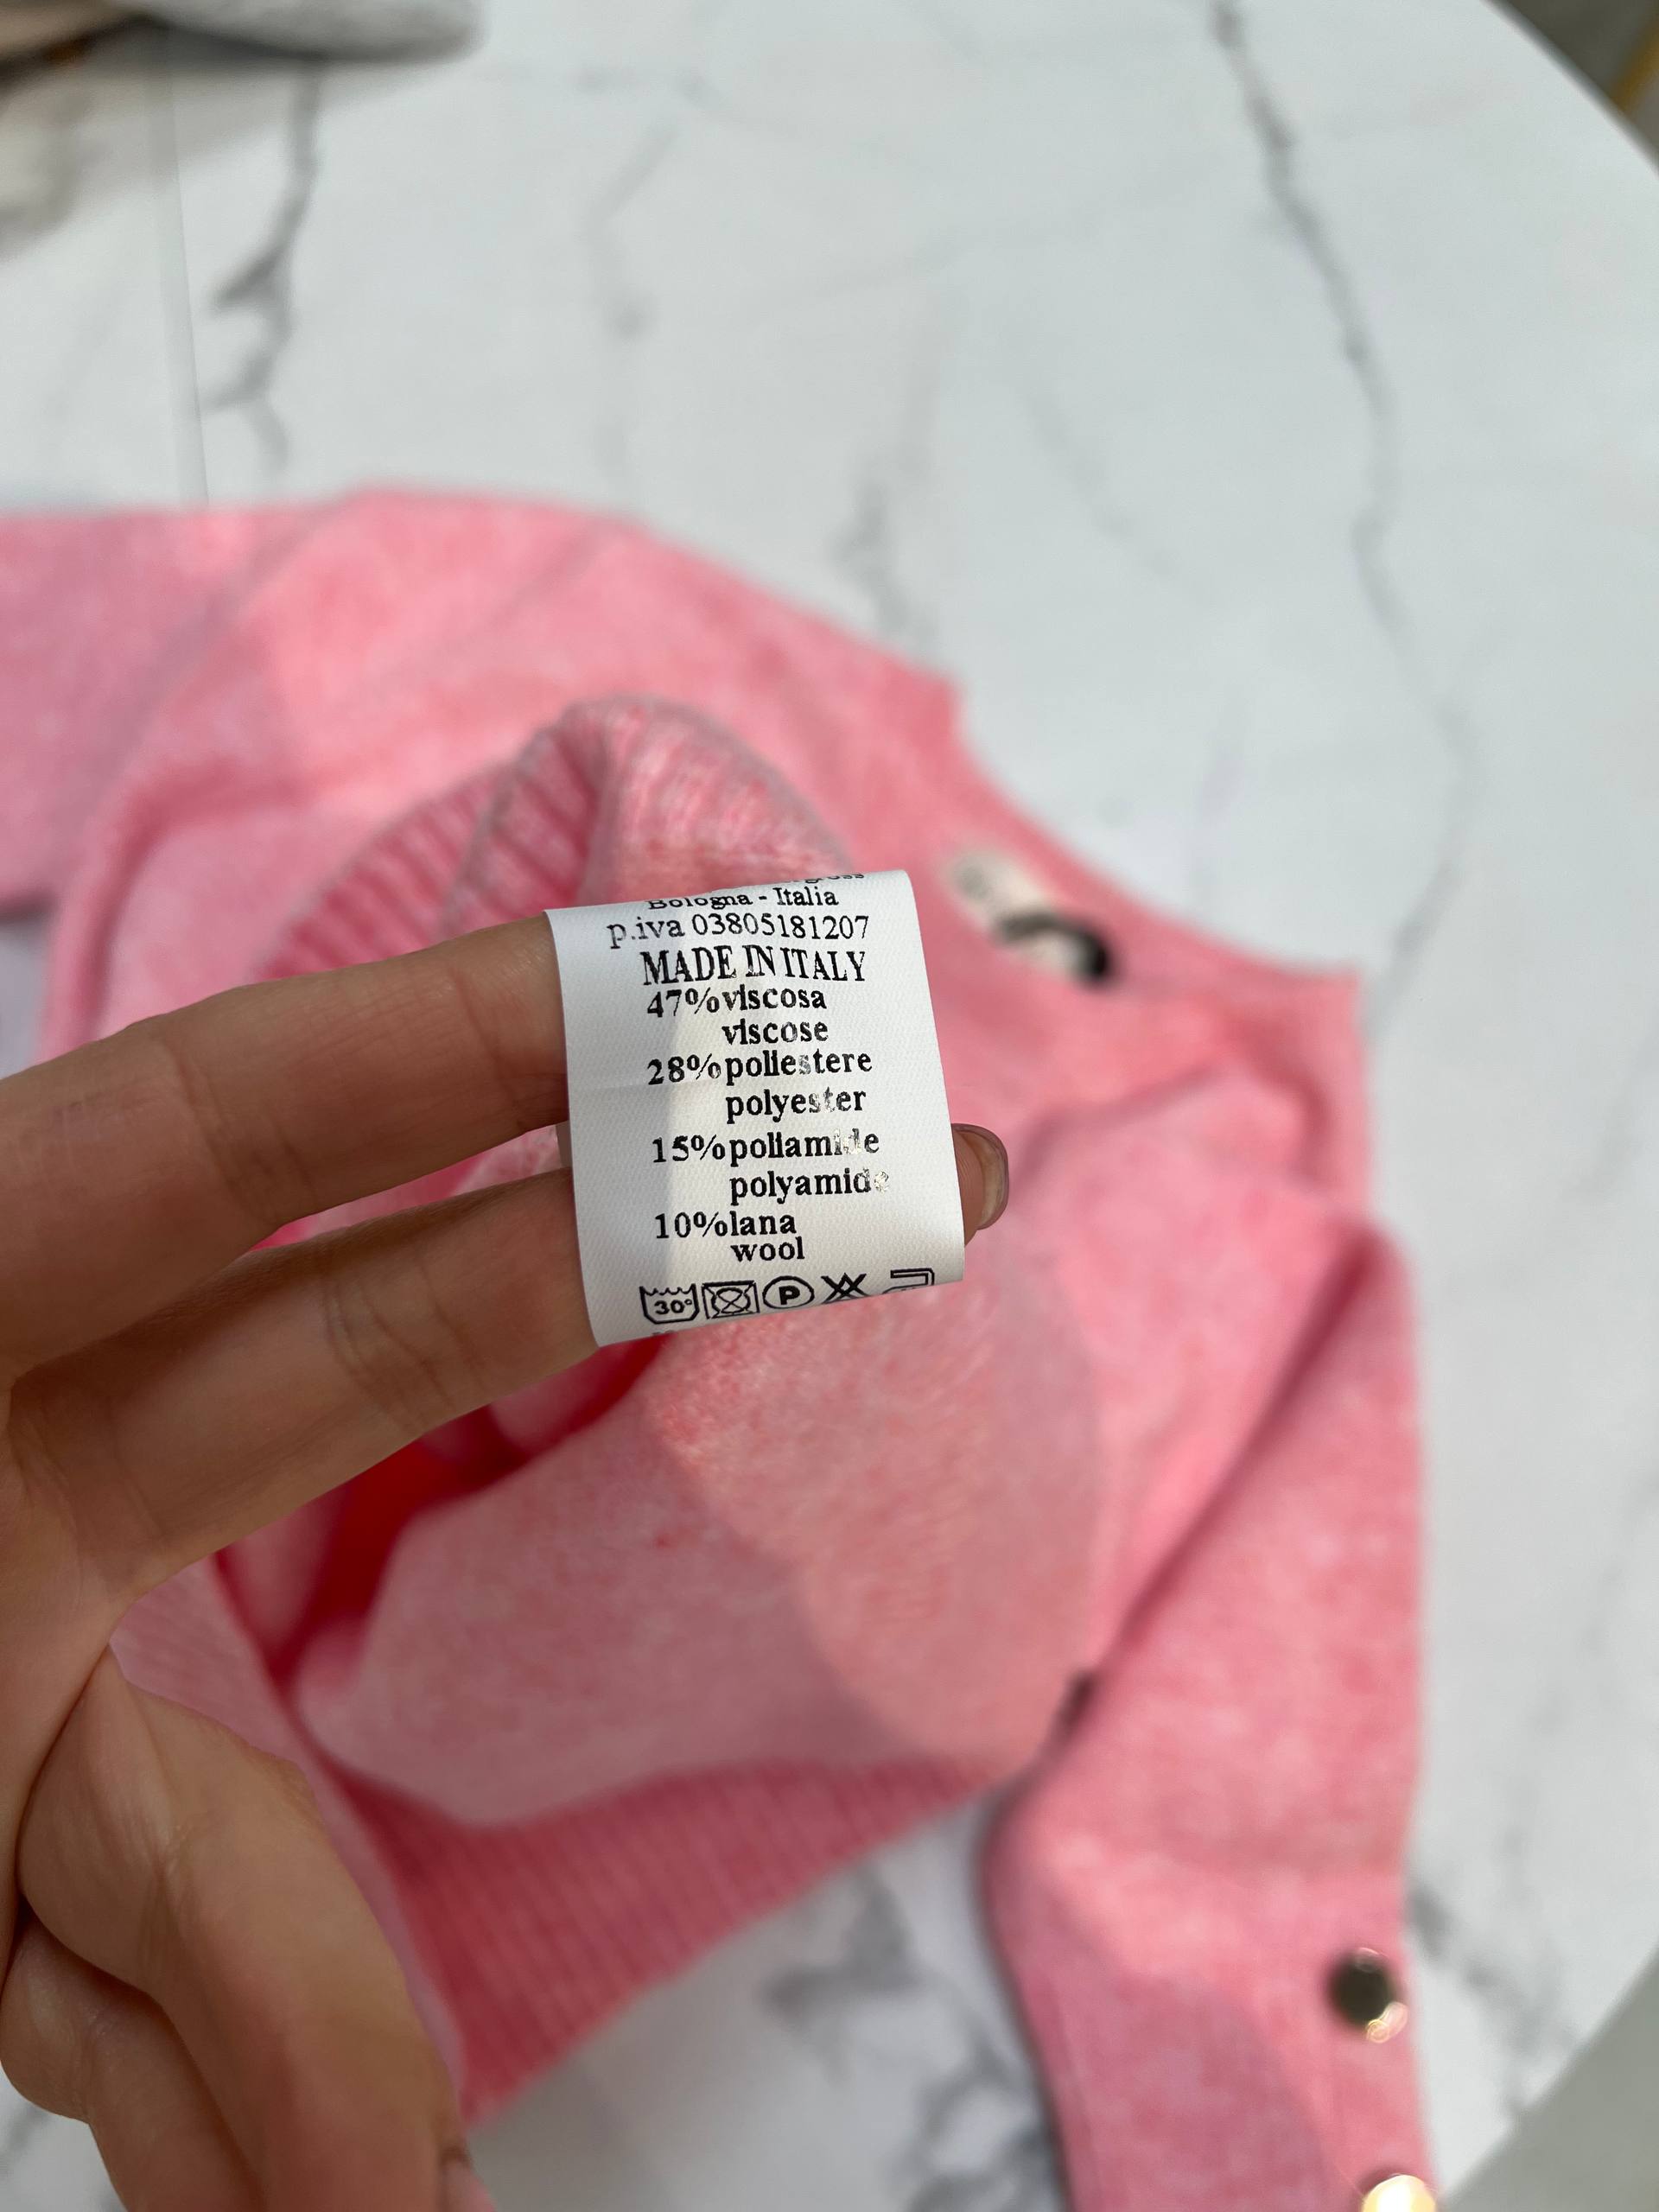 Bologna - Italia
p.iva 03805181207
MADE IN ITALY
47%viscosa
viscose
28%poliestere
polyester
15%poliamide
polyamide
10%lana
wool
30° P